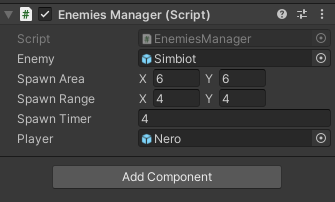 Enemies Manager (Script)
Script EnemiesManager
Enemy Simbiot
Spawn Area X 6 Y 6
Spawn Range X 4 Y 4
Spawn Timer 4
Player Nero
Add Component